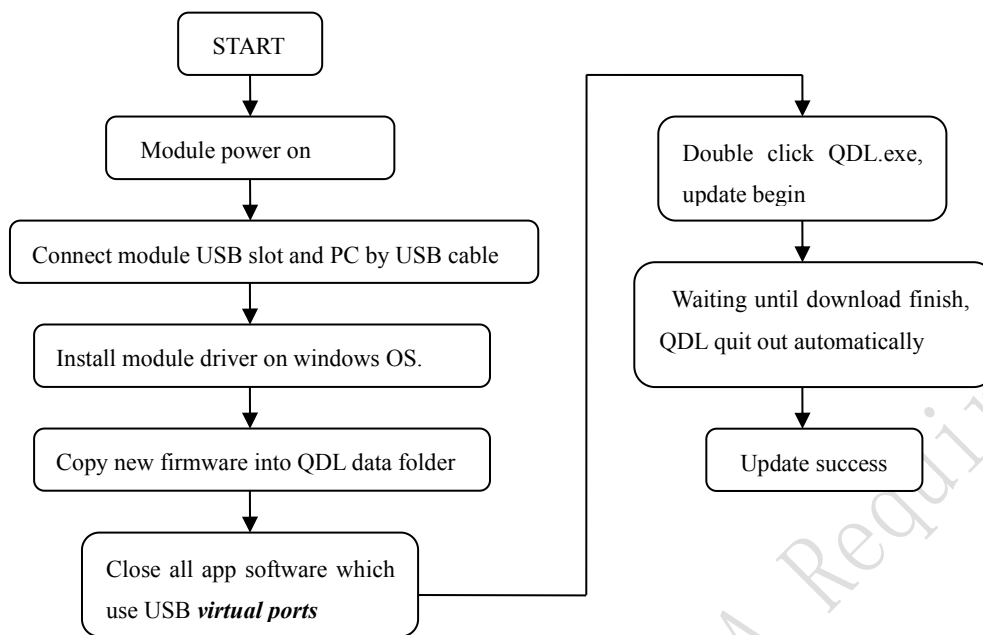 START
Module power on
Connect module USB slot and PC by USB cable
Install module driver on windows OS.
Copy new firmware into QDL data folder
Close all app software which
use USB virtual ports
Double click QDL.exe,
update begin
Waiting until download finish,
QDL quit out automatically
Update success